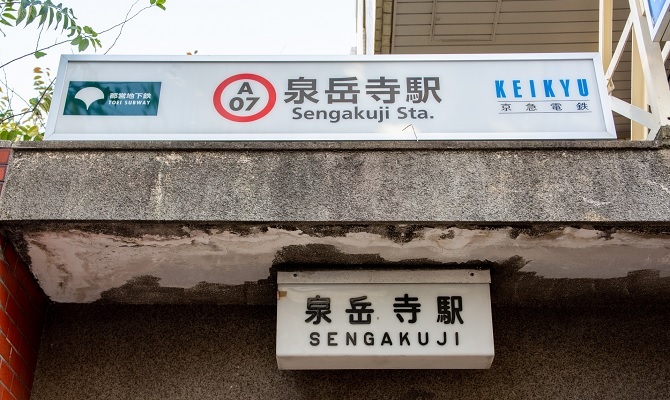 都営地下鉄
TOEI SUBWAY
A
07
泉岳寺駅
Sengakuji Sta.
KEIKYU
京急電鉄
泉岳寺駅
SENGAKUJI